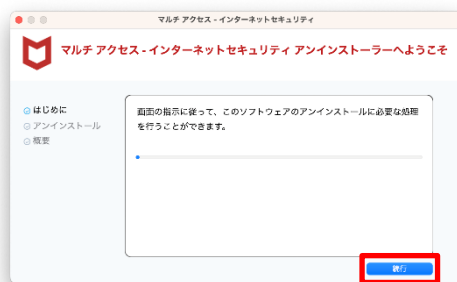 マルチ アクセス - インターネットセキュリティ
マルチ アクセス - インターネットセキュリティ アンインストーラーへようこそ
はじめに
アンインストール
概要
画面の指示に従って、このソフトウェアのアンインストールに必要な処理
を行うことができます。
続行